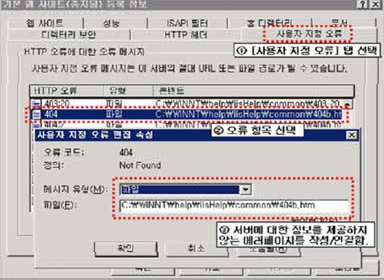 기본 웹 사이트(중지됨) 등록 정보
웹 사이트 성능 ISAPI 필터 홈 디렉터리 문서
디렉터리 보안 HTTP 헤더 사용자 지정 오류
① [사용자 지정 오류] 탭 선택
HTTP 오류에 대한 오류 메시지
사용자 지정 오류 메시지는 이 서버의 절대 URL 또는 파일 경로가 될 수 있습니다.
HTTP 오류 유형 콘텐트
403;20 파일 C:₩WINNT₩help₩iisHelp₩common₩403-20
404 파일 C:₩WINNT₩help₩iisHelp₩common₩404b.h
② 오류 항목 선택
사용자 지정 오류 편집 속성
오류 코드: 404
정의: Not Found
메시지 유형(M): 파일
파일(F): C:₩WINNT₩help₩iisHelp₩common₩404b.htm
③ 서버에 대한 정보를 제공하지
않는 에러페이지를 작성/연결함.
확인 취소